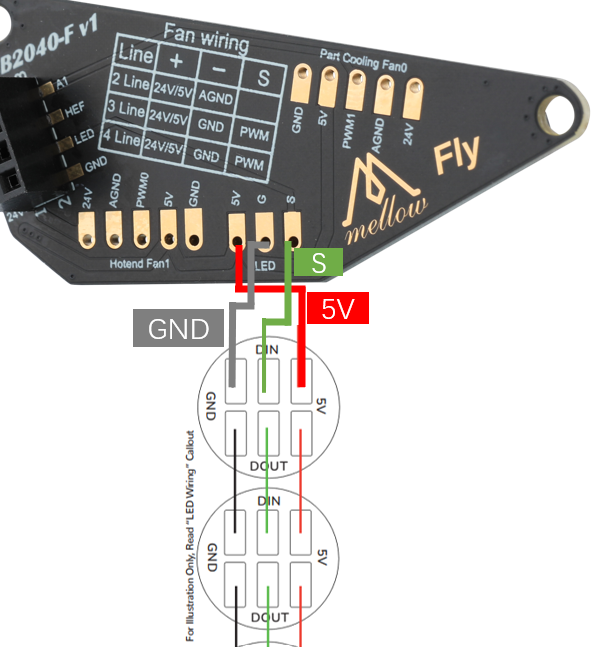 B2040-F v1
Fan wiring
Line + − S
2 Line 24V/5V AGND
3 Line 24V/5V GND PWM
4 Line 24V/5V GND PWM
Part Cooling Fan0
GND 5V PWM1 AGND 24V
A1
HEF
LED
GND
24V
1
2
Fly
mellow
24V AGND PWM0 5V GND
Hotend Fan1
5V G S
LED
S
5V
GND
DIN
GND
5V
DOUT
DIN
GND
5V
DOUT
For Illustration Only, Read "LED Wiring" Callout